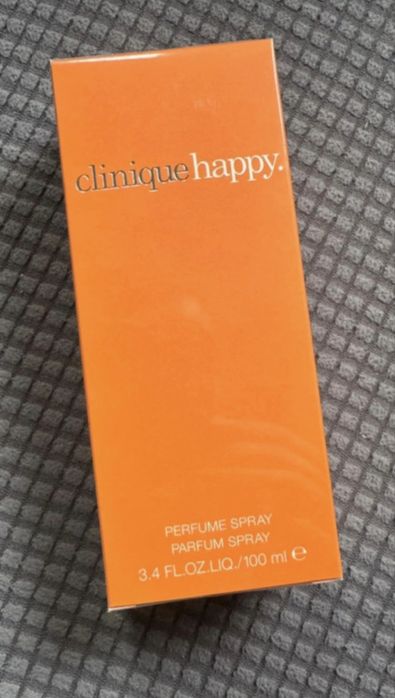 clinique happy.
PERFUME SPRAY
PARFUM SPRAY
3.4 FL.OZ.LIQ./100 ml ℮